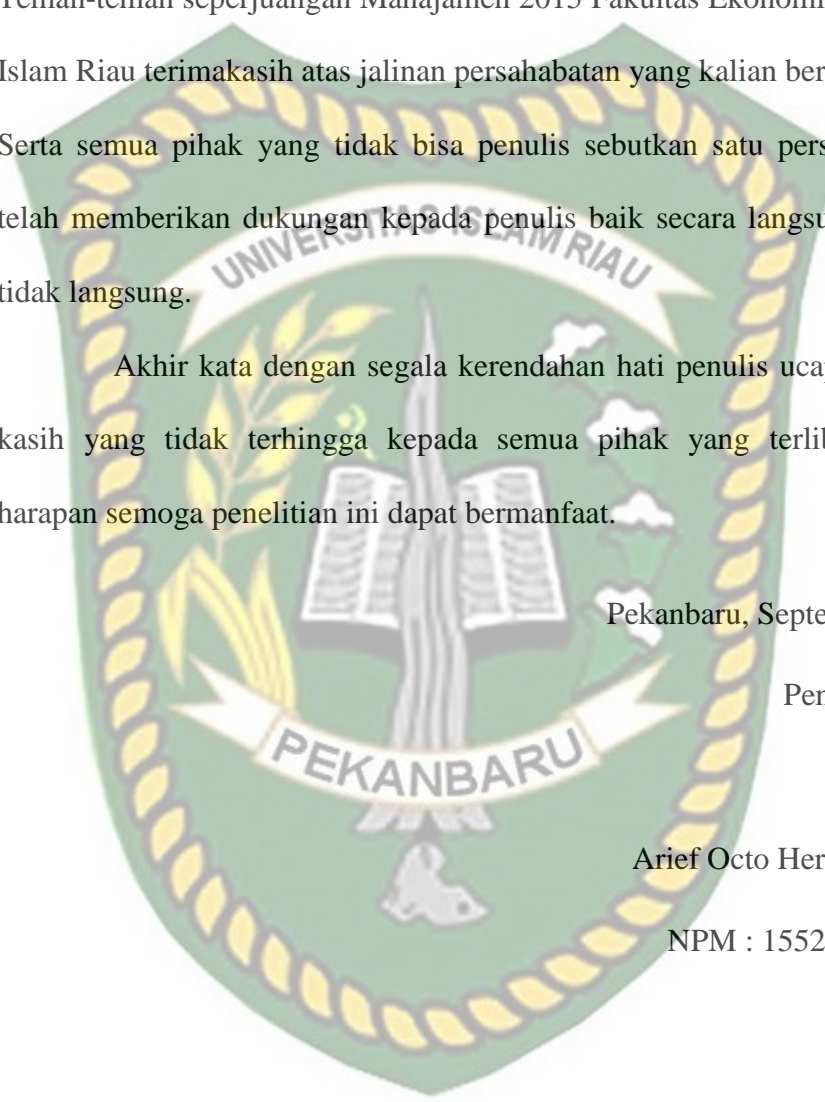 Teman-teman seperjuangan Manajamen 2015 Fakultas Ekonomi
Islam Riau terimakasih atas jalinan persahabatan yang kalian ber
Serta semua pihak yang tidak bisa penulis sebutkan satu pers
telah memberikan dukungan kepada penulis baik secara langsu
UNIVERSITAS ISLAM RIAU
tidak langsung.
Akhir kata dengan segala kerendahan hati penulis uca
kasih yang tidak terhingga kepada semua pihak yang terlib
harapan semoga penelitian ini dapat bermanfaat.
Pekanbaru, Septe
Pen
PEKANBARU
Arief Octo Her
NPM : 1552